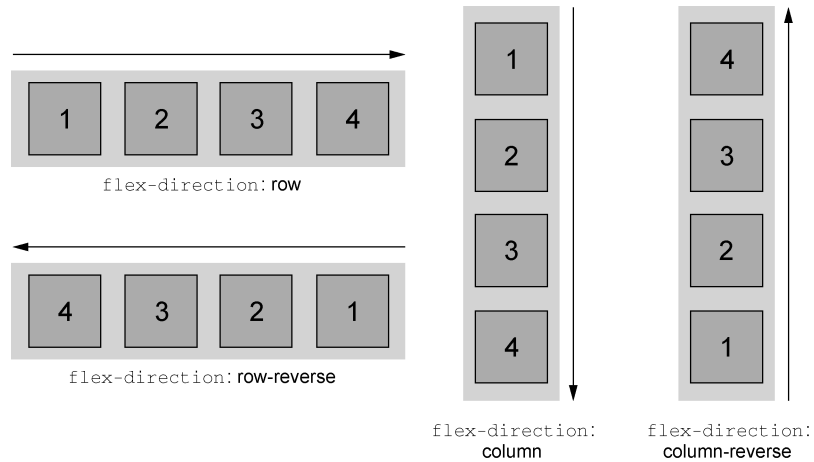 1 2 3 4
flex-direction: row
4 3 2 1
flex-direction: row-reverse
1
2
3
4
flex-direction:
column
4
3
2
1
flex-direction:
column-reverse